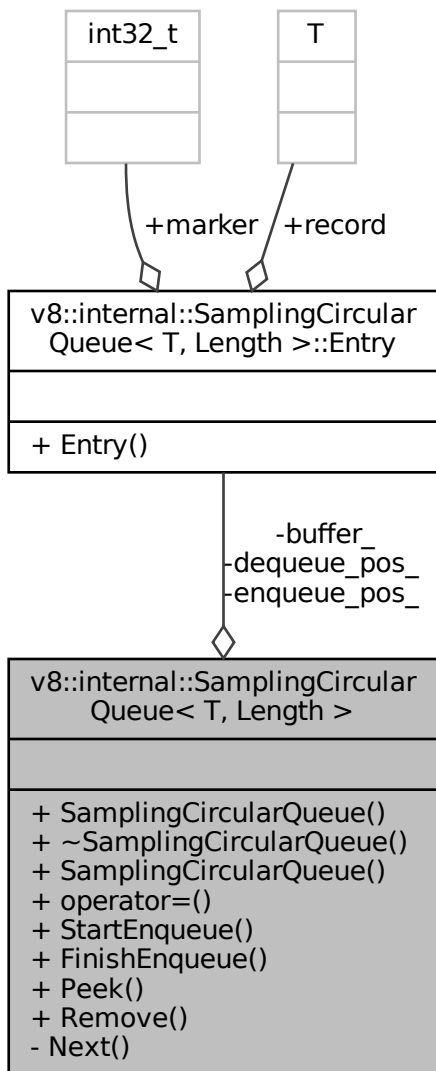 int32_t
T
+marker
+record
v8::internal::SamplingCircular
Queue< T, Length >::Entry
+ Entry()
-buffer_
-dequeue_pos_
-enqueue_pos_
v8::internal::SamplingCircular
Queue< T, Length >
+ SamplingCircularQueue()
+ ~SamplingCircularQueue()
+ SamplingCircularQueue()
+ operator=()
+ StartEnqueue()
+ FinishEnqueue()
+ Peek()
+ Remove()
- Next()